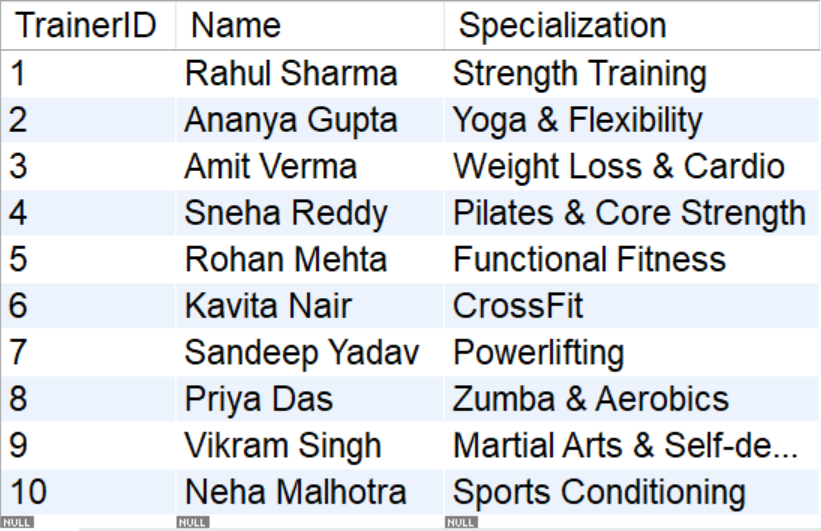 TrainerID Name Specialization
1 Rahul Sharma Strength Training
2 Ananya Gupta Yoga & Flexibility
3 Amit Verma Weight Loss & Cardio
4 Sneha Reddy Pilates & Core Strength
5 Rohan Mehta Functional Fitness
6 Kavita Nair CrossFit
7 Sandeep Yadav Powerlifting
8 Priya Das Zumba & Aerobics
9 Vikram Singh Martial Arts & Self-de...
10 Neha Malhotra Sports Conditioning
NULL NULL NULL